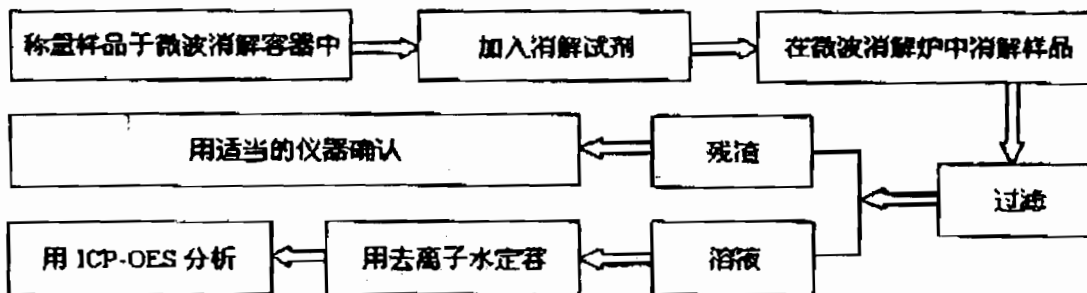 称量样品于微波消解容器中
加入消解试剂
在微波消解炉中消解样品
用适当的仪器确认
残渣
过滤
用 ICP-OES 分析
用去离子水定容
溶液